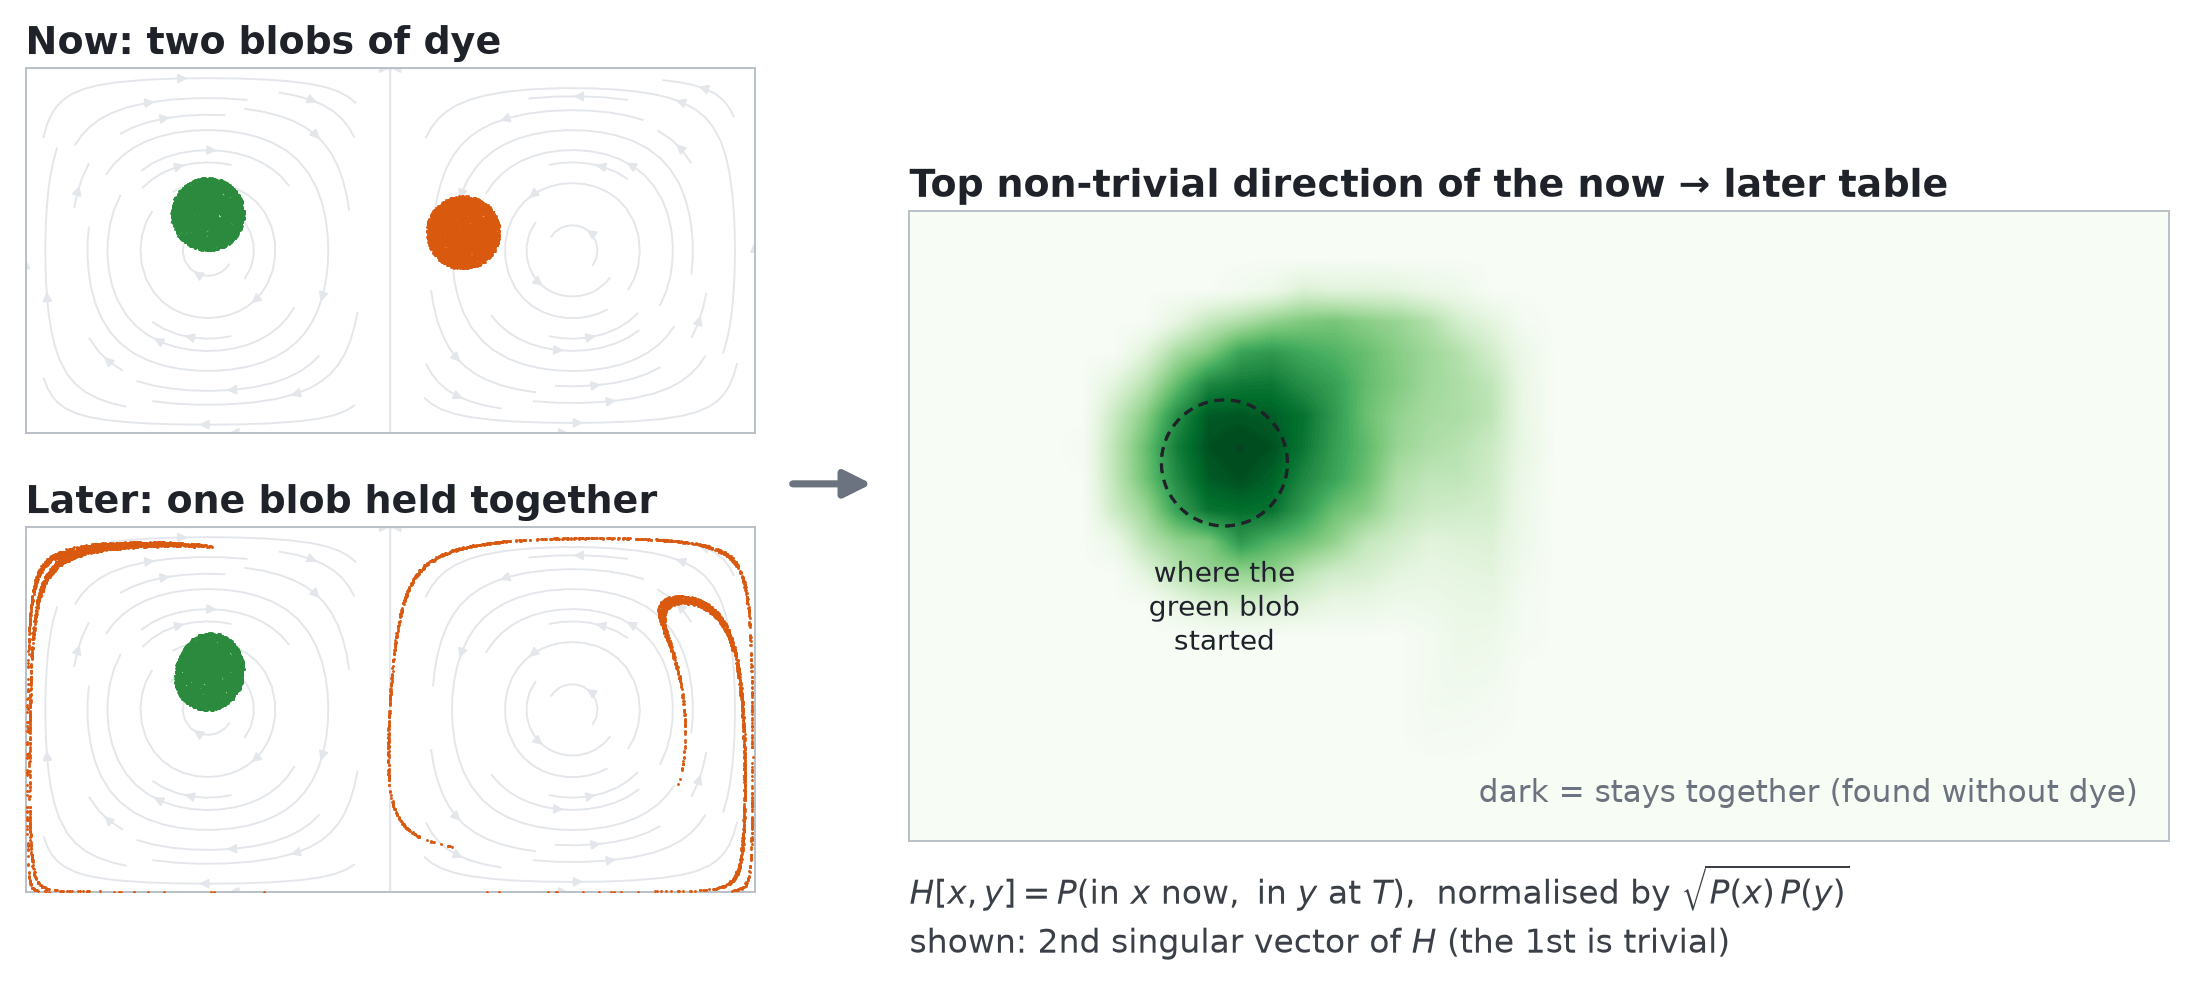 Now: two blobs of dye
Later: one blob held together
Top non-trivial direction of the now → later table
where the
green blob
started
dark = stays together (found without dye)
H[x, y] = P(in x now, in y at T), normalised by √P(x) P(y)
shown: 2nd singular vector of H (the 1st is trivial)